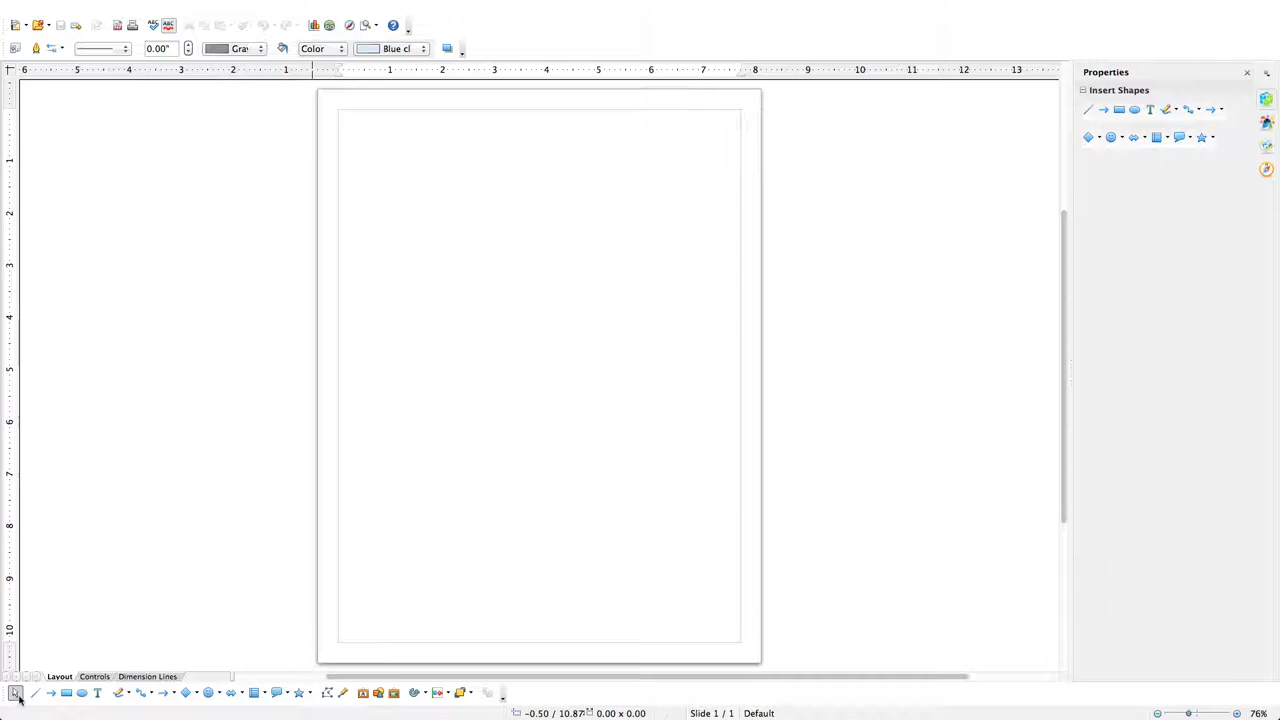 0.00" Gra Color Blue cl
6 5 4 3 2 1 1 2 3 4 5 6 7 8 9 10 11 12 13
Properties
Insert Shapes
T
1
2
3
4
5
6
7
8
9
10
Layout Controls Dimension Lines
T
-0.50 / 10.87 0.00 x 0.00 Slide 1 / 1 Default 76%